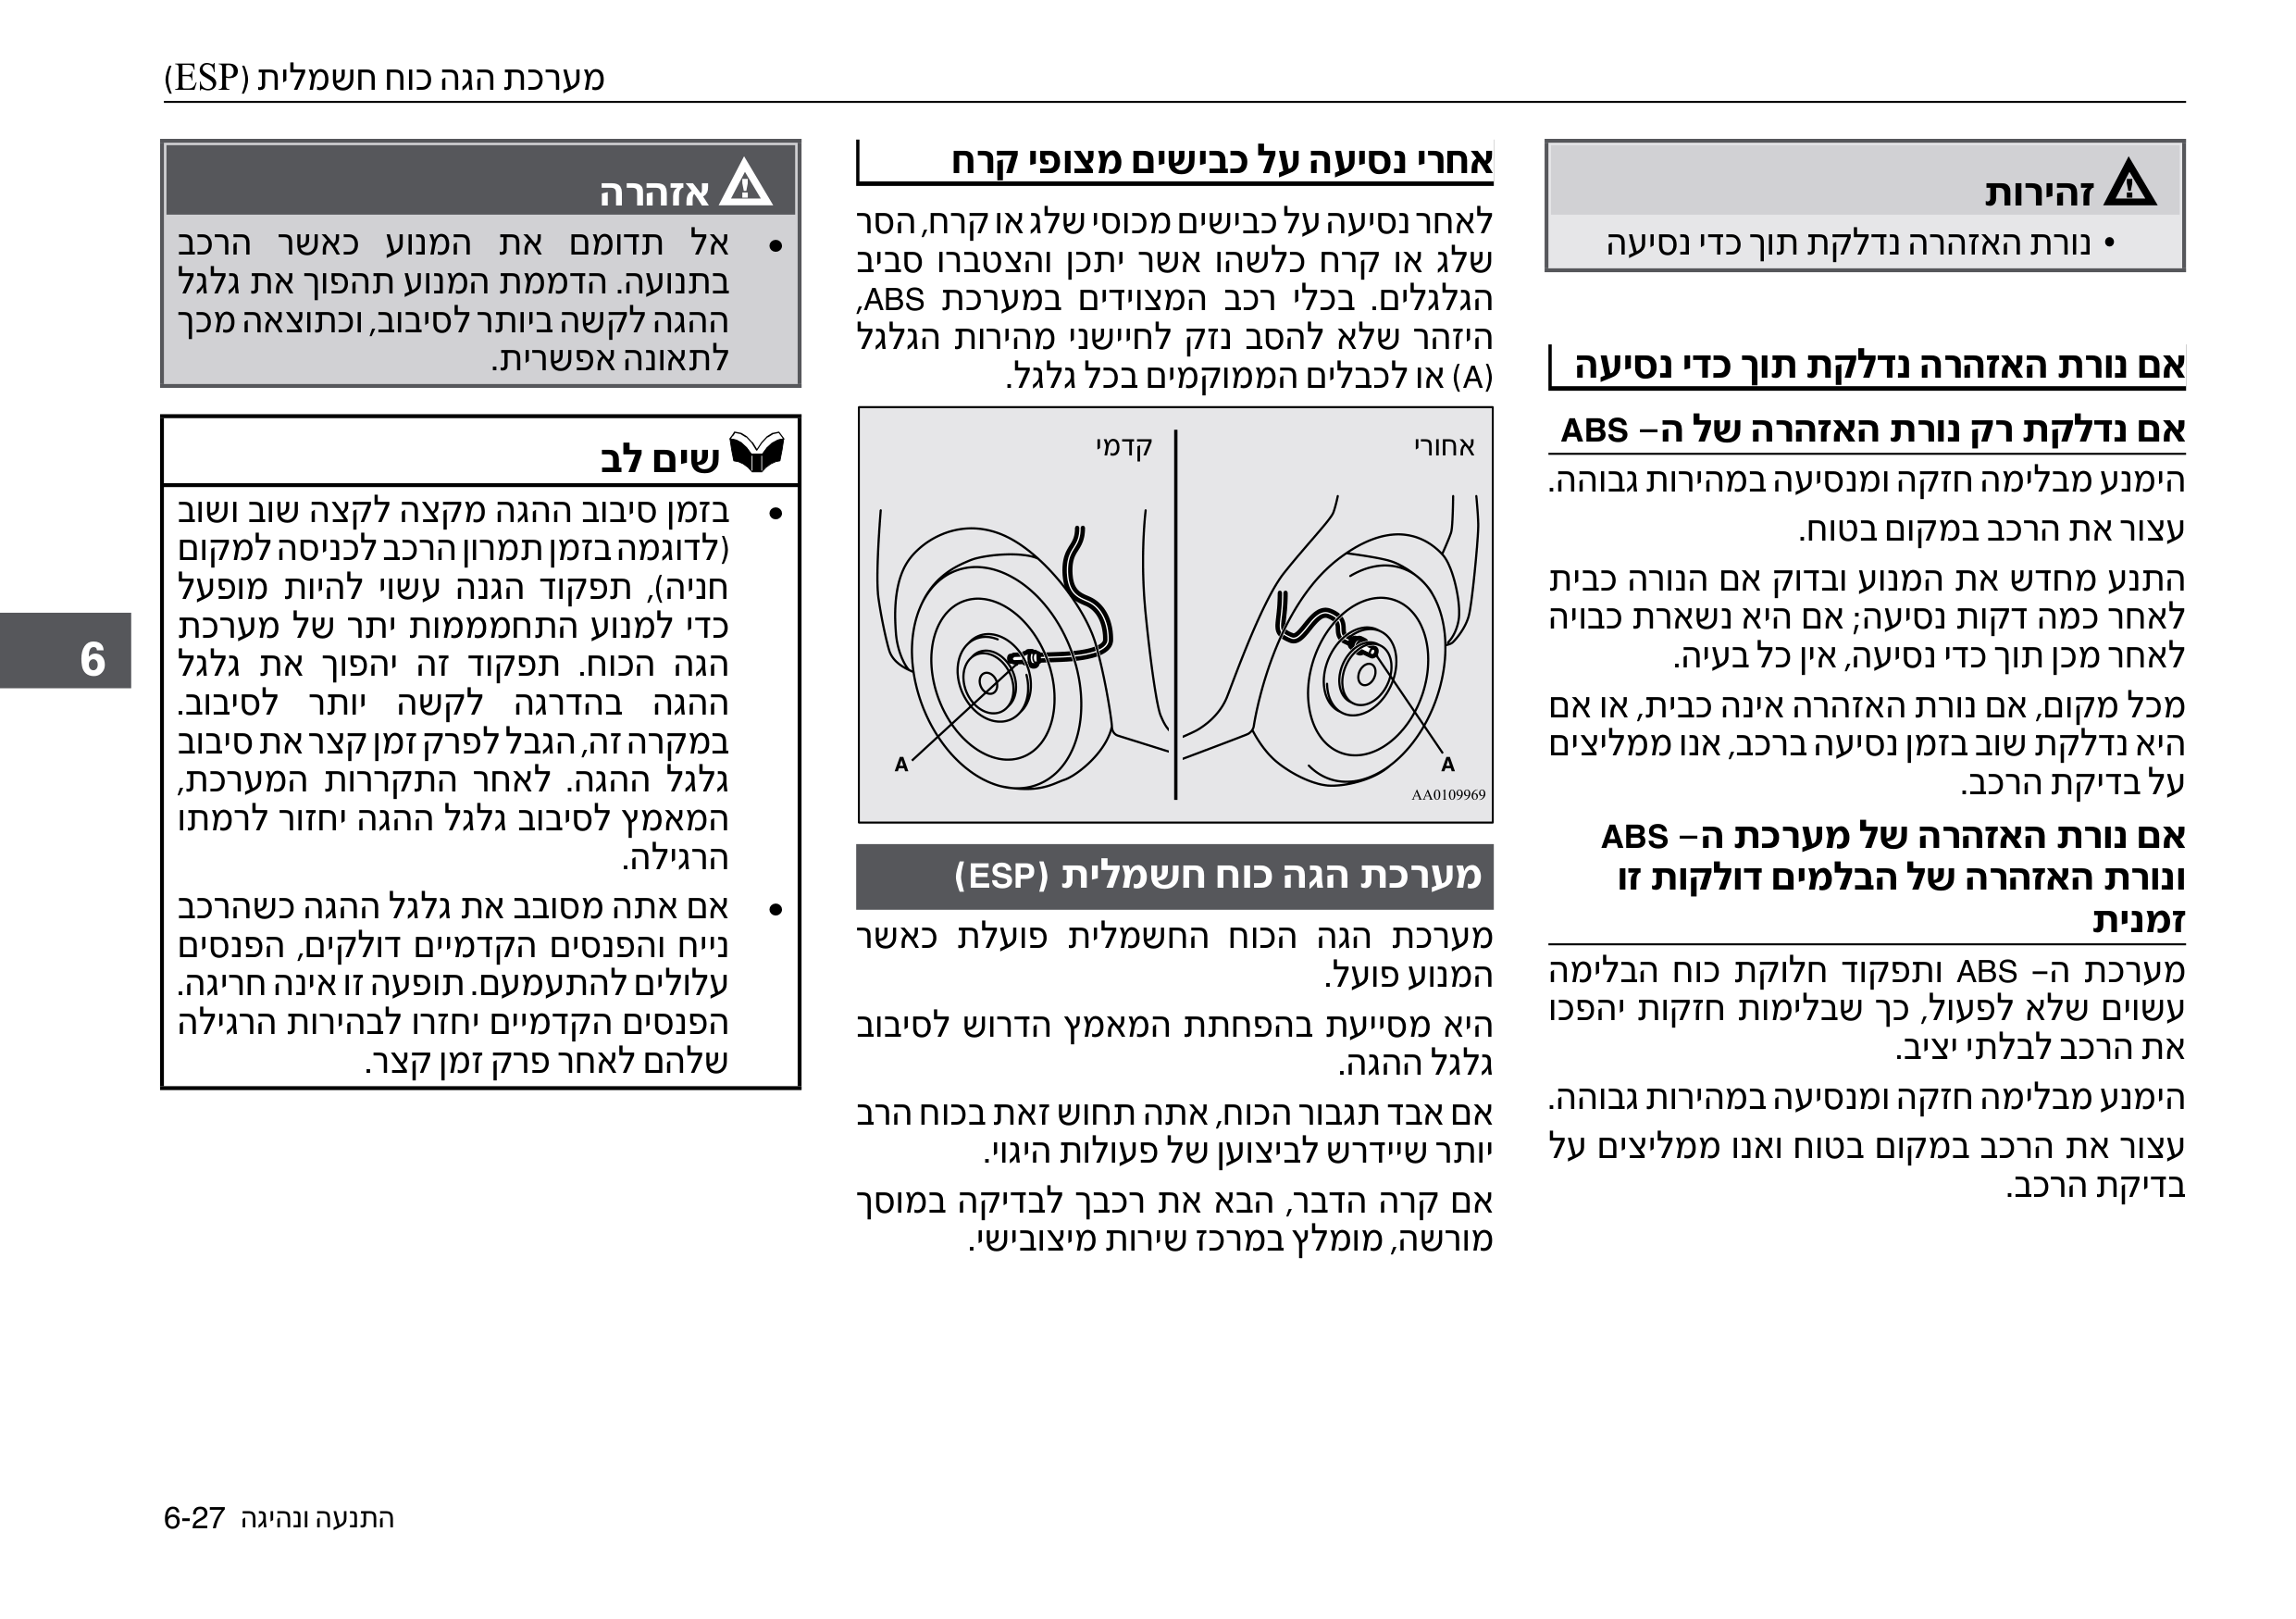 מערכת הגה כוח חשמלית (ESP)
זהירות
• נורת האזהרה נדלקת תוך כדי נסיעה
אם נורת האזהרה נדלקת תוך כדי נסיעה
אם נדלקת רק נורת האזהרה של ה– ABS
הימנע מבלימה חזקה ומנסיעה במהירות גבוהה.
עצור את הרכב במקום בטוח.
התנע מחדש את המנוע ובדוק אם הנורה כבית
לאחר כמה דקות נסיעה; אם היא נשארת כבויה
לאחר מכן תוך כדי נסיעה, אין כל בעיה.
מכל מקום, אם נורת האזהרה אינה כבית, או אם
היא נדלקת שוב בזמן נסיעה ברכב, אנו ממליצים
על בדיקת הרכב.
אם נורת האזהרה של מערכת ה– ABS
ונורת האזהרה של הבלמים דולקות זו
זמנית
מערכת ה– ABS ותפקוד חלוקת כוח הבלימה
עשוים שלא לפעול, כך שבלימות חזקות יהפכו
את הרכב לבלתי יציב.
הימנע מבלימה חזקה ומנסיעה במהירות גבוהה.
עצור את הרכב במקום בטוח ואנו ממליצים על
בדיקת הרכב.
אחרי נסיעה על כבישים מצופי קרח
לאחר נסיעה על כבישים מכוסי שלג או קרח, הסר
שלג או קרח כלשהו אשר יתכן והצטברו סביב
הגלגלים. בכלי רכב המצוידים במערכת ABS,
היזהר שלא להסב נזק לחיישני מהירות הגלגל
(A) או לכבלים הממוקמים בכל גלגל.
אחורי
קדמי
A
A
AA0109969
מערכת הגה כוח חשמלית (ESP)
מערכת הגה הכוח החשמלית פועלת כאשר
המנוע פועל.
היא מסייעת בהפחתת המאמץ הדרוש לסיבוב
גלגל ההגה.
אם אבד תגבור הכוח, אתה תחוש זאת בכוח הרב
יותר שיידרש לביצוען של פעולות היגוי.
אם קרה הדבר, הבא את רכבך לבדיקה במוסך
מורשה, מומלץ במרכז שירות מיצובישי.
אזהרה
• אל תדומם את המנוע כאשר הרכב
בתנועה. הדממת המנוע תהפוך את גלגל
ההגה לקשה ביותר לסיבוב, וכתוצאה מכך
לתאונה אפשרית.
שים לב
• בזמן סיבוב ההגה מקצה לקצה שוב ושוב
(לדוגמה בזמן תמרון הרכב לכניסה למקום
חניה), תפקוד הגנה עשוי להיות מופעל
כדי למנוע התחמממות יתר של מערכת
הגה הכוח. תפקוד זה יהפוך את גלגל
ההגה בהדרגה לקשה יותר לסיבוב.
במקרה זה, הגבל לפרק זמן קצר את סיבוב
גלגל ההגה. לאחר התקררות המערכת,
המאמץ לסיבוב גלגל ההגה יחזור לרמתו
הרגילה.
• אם אתה מסובב את גלגל ההגה כשהרכב
נייח והפנסים הקדמיים דולקים, הפנסים
עלולים להתעמעם. תופעה זו אינה חריגה.
הפנסים הקדמיים יחזרו לבהירות הרגילה
שלהם לאחר פרק זמן קצר.
6
התנעה ונהיגה 6-27